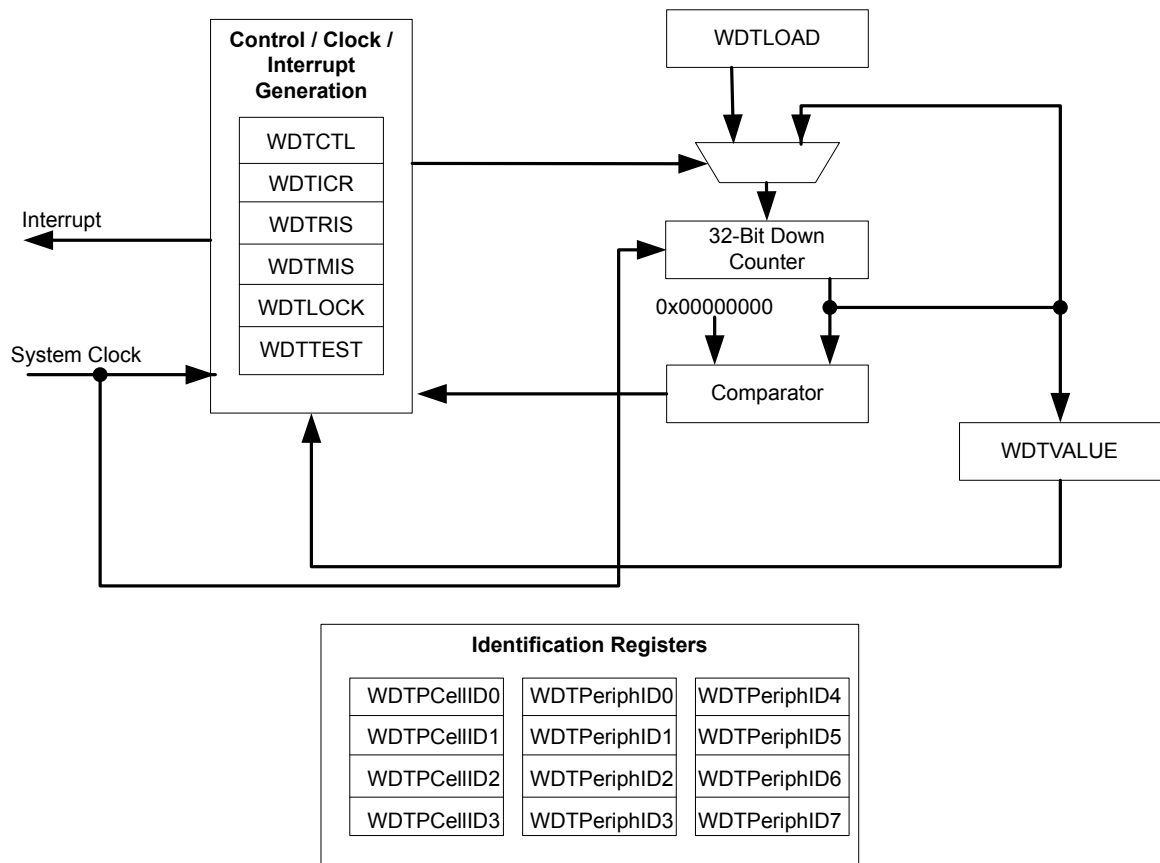 Control / Clock /
Interrupt
Generation
WDTCTL
WDTICR
WDTRIS
WDTMIS
WDTLOCK
WDTTEST
Interrupt
System Clock
WDTLOAD
32-Bit Down
Counter
0x00000000
Comparator
WDTVALUE
Identification Registers
WDTPCellID0
WDTPeriphID0
WDTPeriphID4
WDTPCellID1
WDTPeriphID1
WDTPeriphID5
WDTPCellID2
WDTPeriphID2
WDTPeriphID6
WDTPCellID3
WDTPeriphID3
WDTPeriphID7